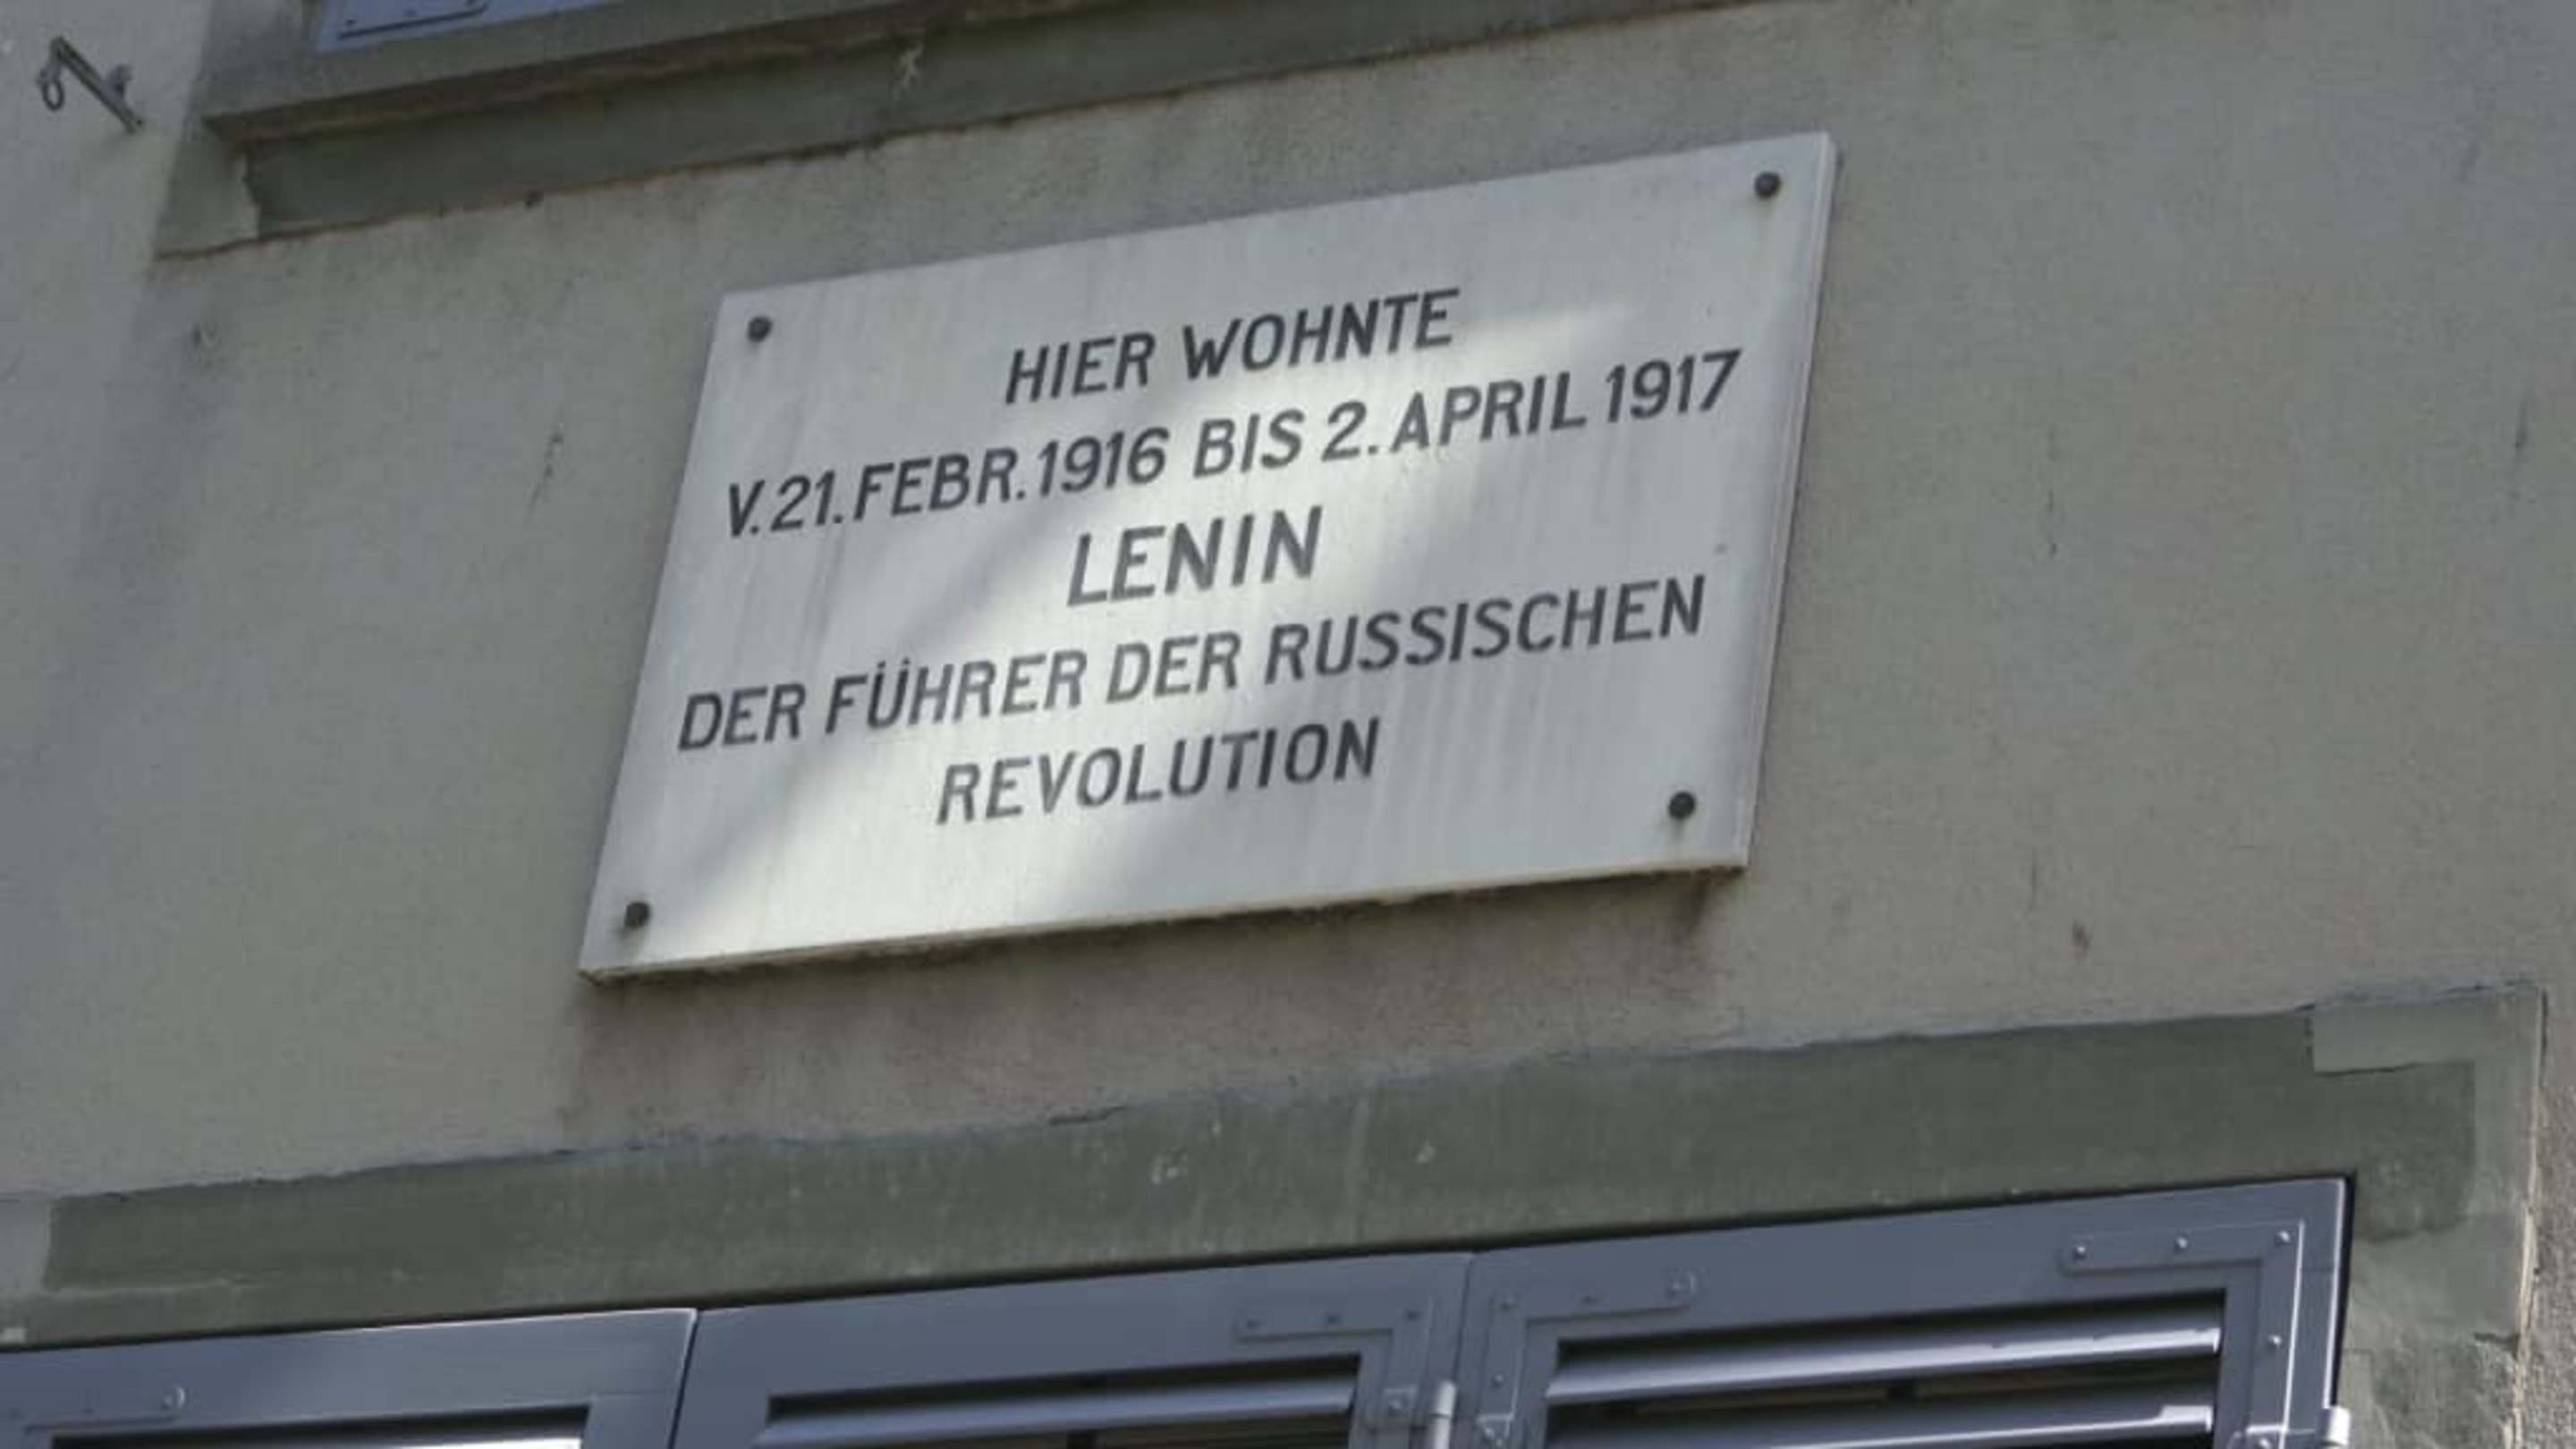 HIER WOHNTE
V. 21. FEBR. 1916 BIS 2. APRIL 1917
LENIN
DER FÜHRER DER RUSSISCHEN
REVOLUTION